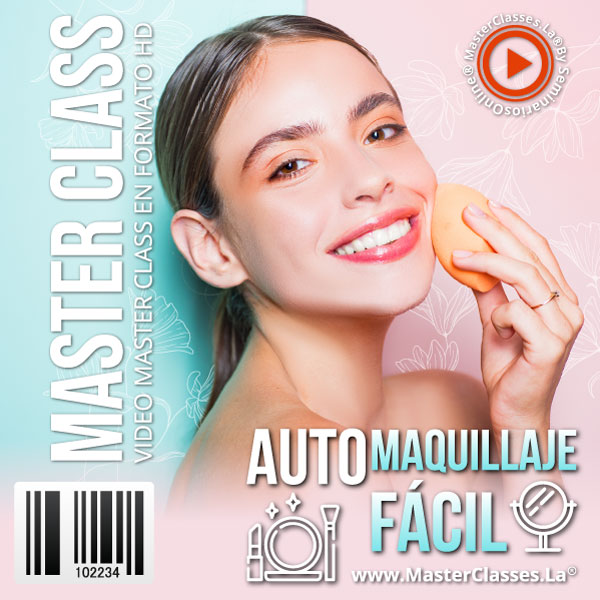 MASTER CLASS
VIDEO MASTER CLASS EN FORMATO HD
MasterClasses.La®By SeminariosOnline®
AUTO MAQUILLAJE
FÁCIL
102234
www.MasterClasses.La®